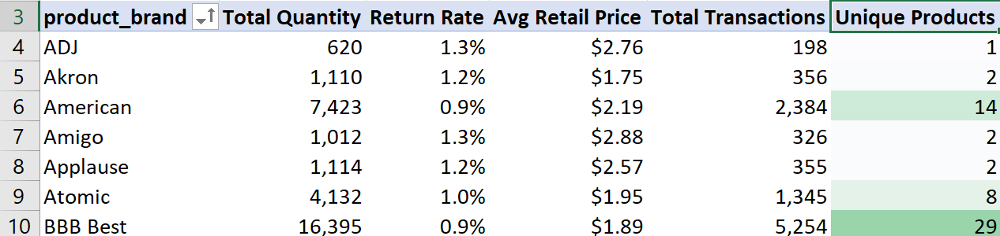 3 product_brand Total Quantity Return Rate Avg Retail Price Total Transactions Unique Products
4 ADJ 620 1.3% $2.76 198 1
5 Akron 1,110 1.2% $1.75 356 2
6 American 7,423 0.9% $2.19 2,384 14
7 Amigo 1,012 1.3% $2.88 326 2
8 Applause 1,114 1.2% $2.57 355 2
9 Atomic 4,132 1.0% $1.95 1,345 8
10 BBB Best 16,395 0.9% $1.89 5,254 29